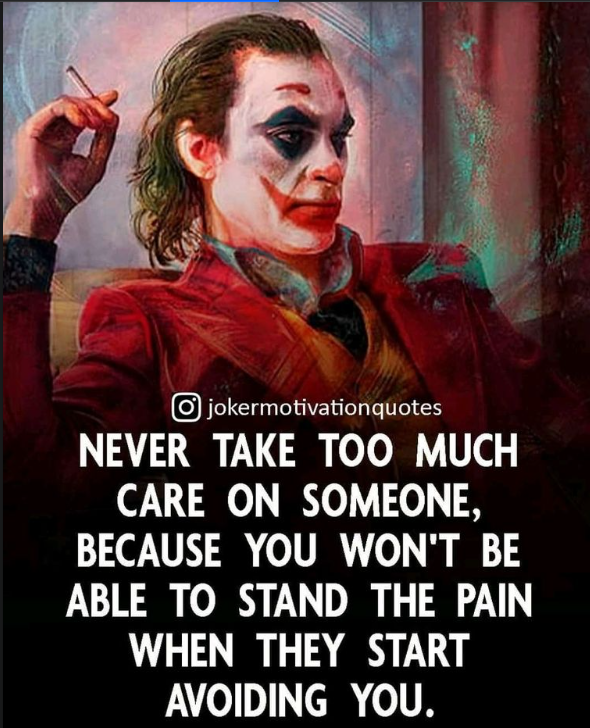 jokermotivationquotes
NEVER TAKE TOO MUCH
CARE ON SOMEONE,
BECAUSE YOU WON'T BE
ABLE TO STAND THE PAIN
WHEN THEY START
AVOIDING YOU.